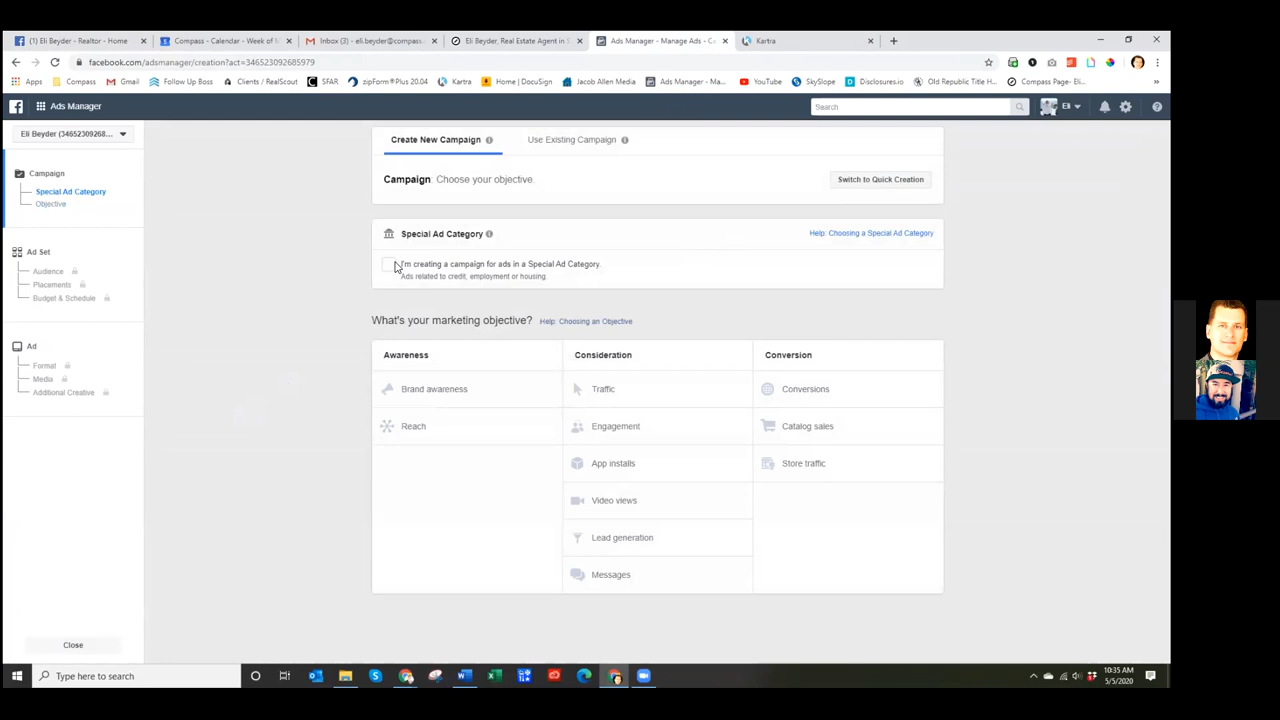 (1) Eli Beyder - Realtor - Home
Compass - Calendar - Week of M
Inbox (3) - eli.beyder@compass.
Eli Beyder, Real Estate Agent in S
Ads Manager - Manage Ads - Ca
Kartra
facebook.com/adsmanager/creation?act=346523092685979
Apps
Compass
Gmail
Follow Up Boss
Clients / RealScout
SFAR
zipForm®Plus 20.04
Kartra
Home | DocuSign
Jacob Allen Media
Ads Manager - Ma...
YouTube
SkySlope
Disclosures.io
Old Republic Title H...
Compass Page- Eli...
Ads Manager
Search
Eli
Eli Beyder (34652309268...
Campaign
Special Ad Category
Objective
Ad Set
Audience
Placements
Budget & Schedule
Ad
Format
Media
Additional Creative
Close
Create New Campaign
Use Existing Campaign
Campaign: Choose your objective.
Switch to Quick Creation
Special Ad Category
Help: Choosing a Special Ad Category
I'm creating a campaign for ads in a Special Ad Category.
Ads related to credit, employment or housing.
What's your marketing objective? Help: Choosing an Objective
Awareness
Consideration
Conversion
Brand awareness
Traffic
Conversions
Reach
Engagement
Catalog sales
App installs
Store traffic
Video views
Lead generation
Messages
Type here to search
10:35 AM
5/5/2020